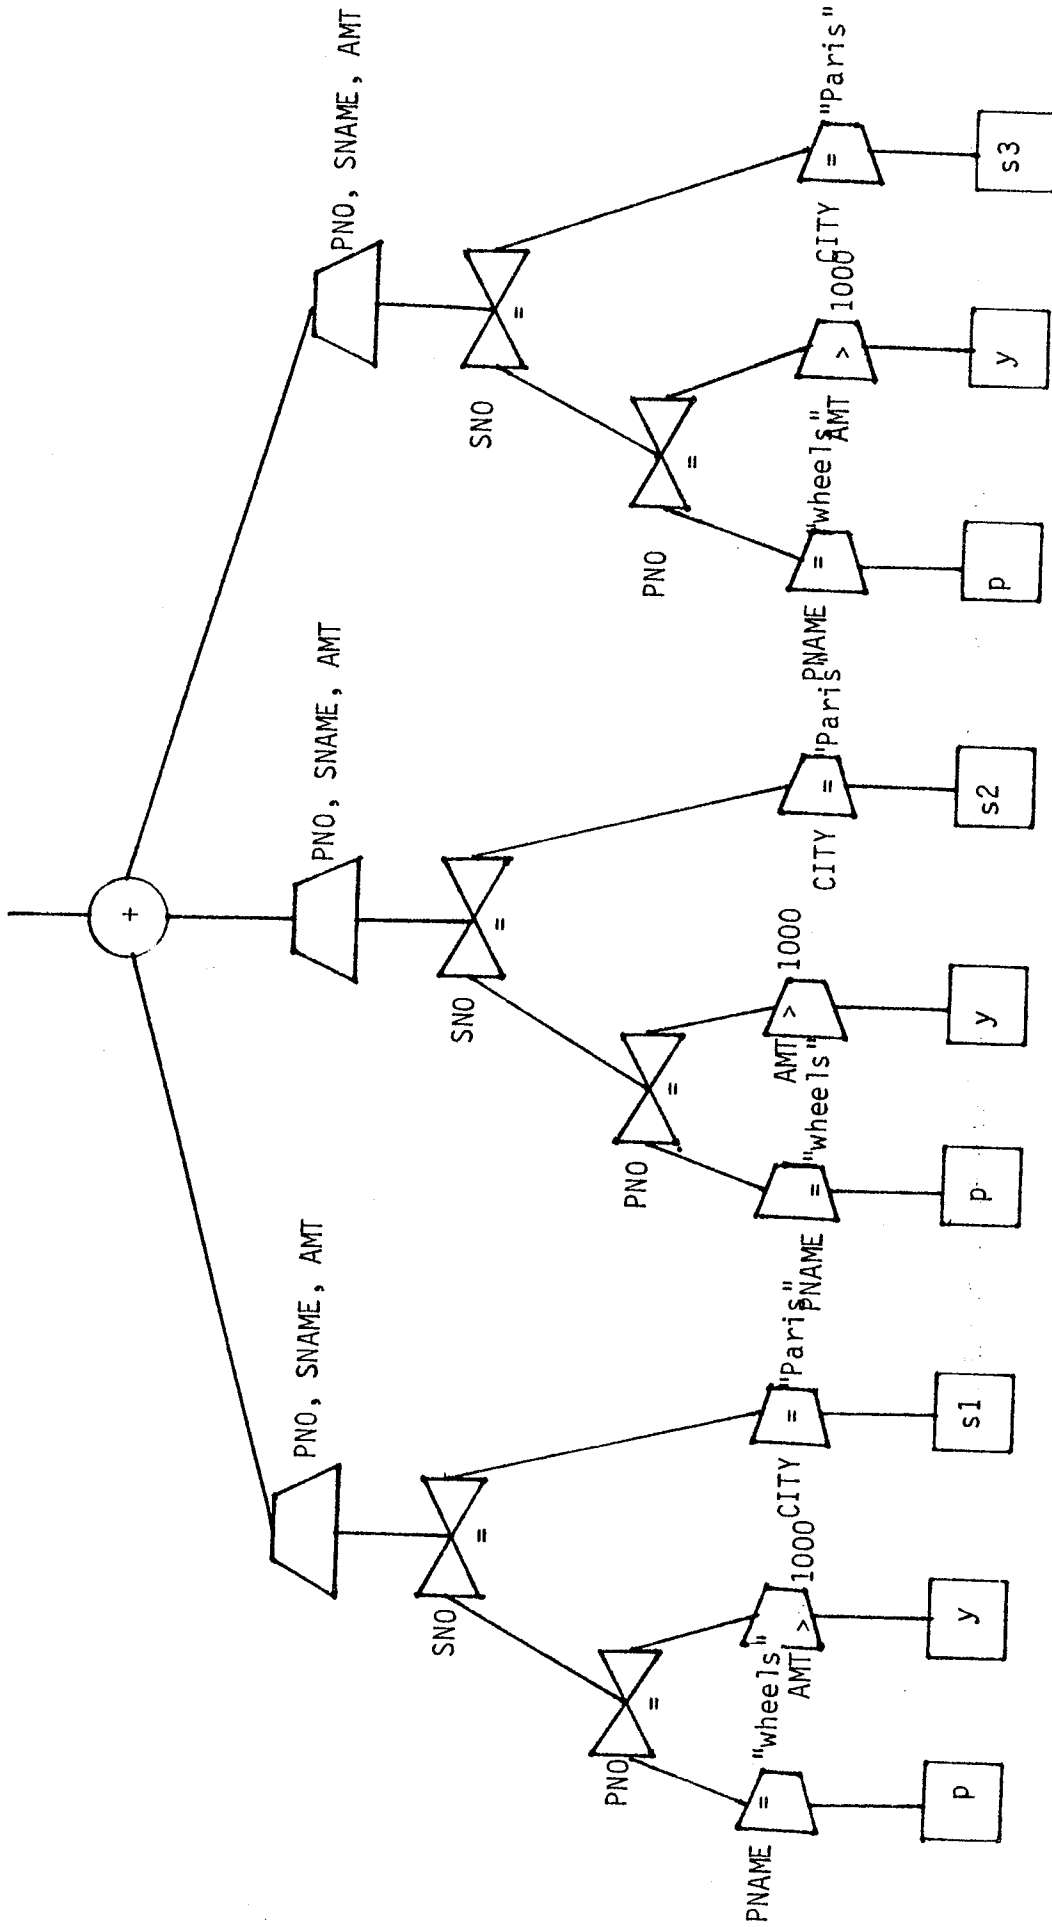 +
PNO, SNAME, AMT
PNO, SNAME, AMT
PNO, SNAME, AMT
SNO
=
SNO
=
SNO
=
PNO
=
PNO
=
PNO
=
PNAME
=
"wheels"
AMT
>
1000
CITY
=
"Paris"
PNAME
=
"wheels"
AMT
>
1000
CITY
=
"Paris"
PNAME
=
"wheels"
AMT
>
1000
CITY
=
"Paris"
p
y
s1
p
y
s2
p
y
s3